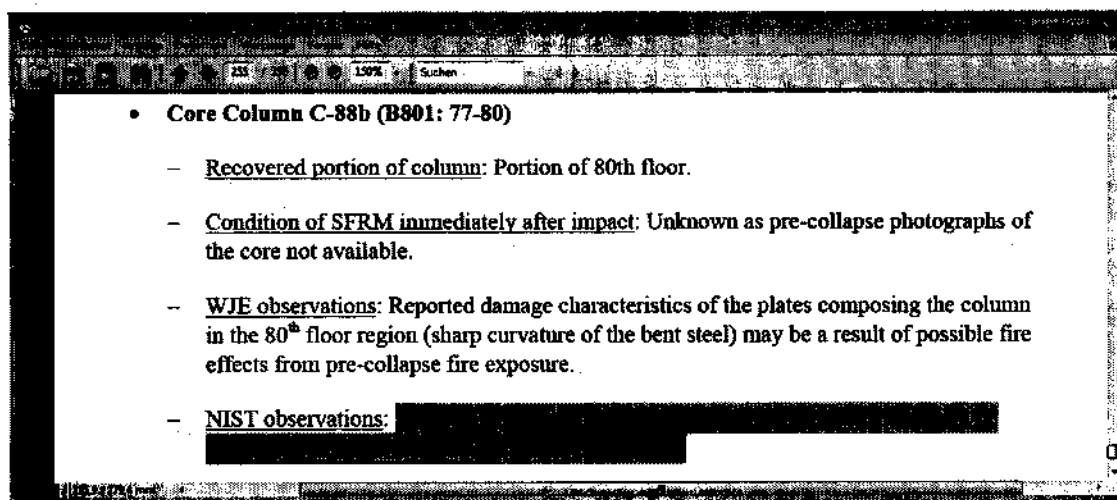 150% Suchen
• Core Column C-88b (B801: 77-80)
– Recovered portion of column: Portion of 80th floor.
– Condition of SFRM immediately after impact: Unknown as pre-collapse photographs of
the core not available.
– WJE observations: Reported damage characteristics of the plates composing the column
in the 80th floor region (sharp curvature of the bent steel) may be a result of possible fire
effects from pre-collapse fire exposure.
– NIST observations: